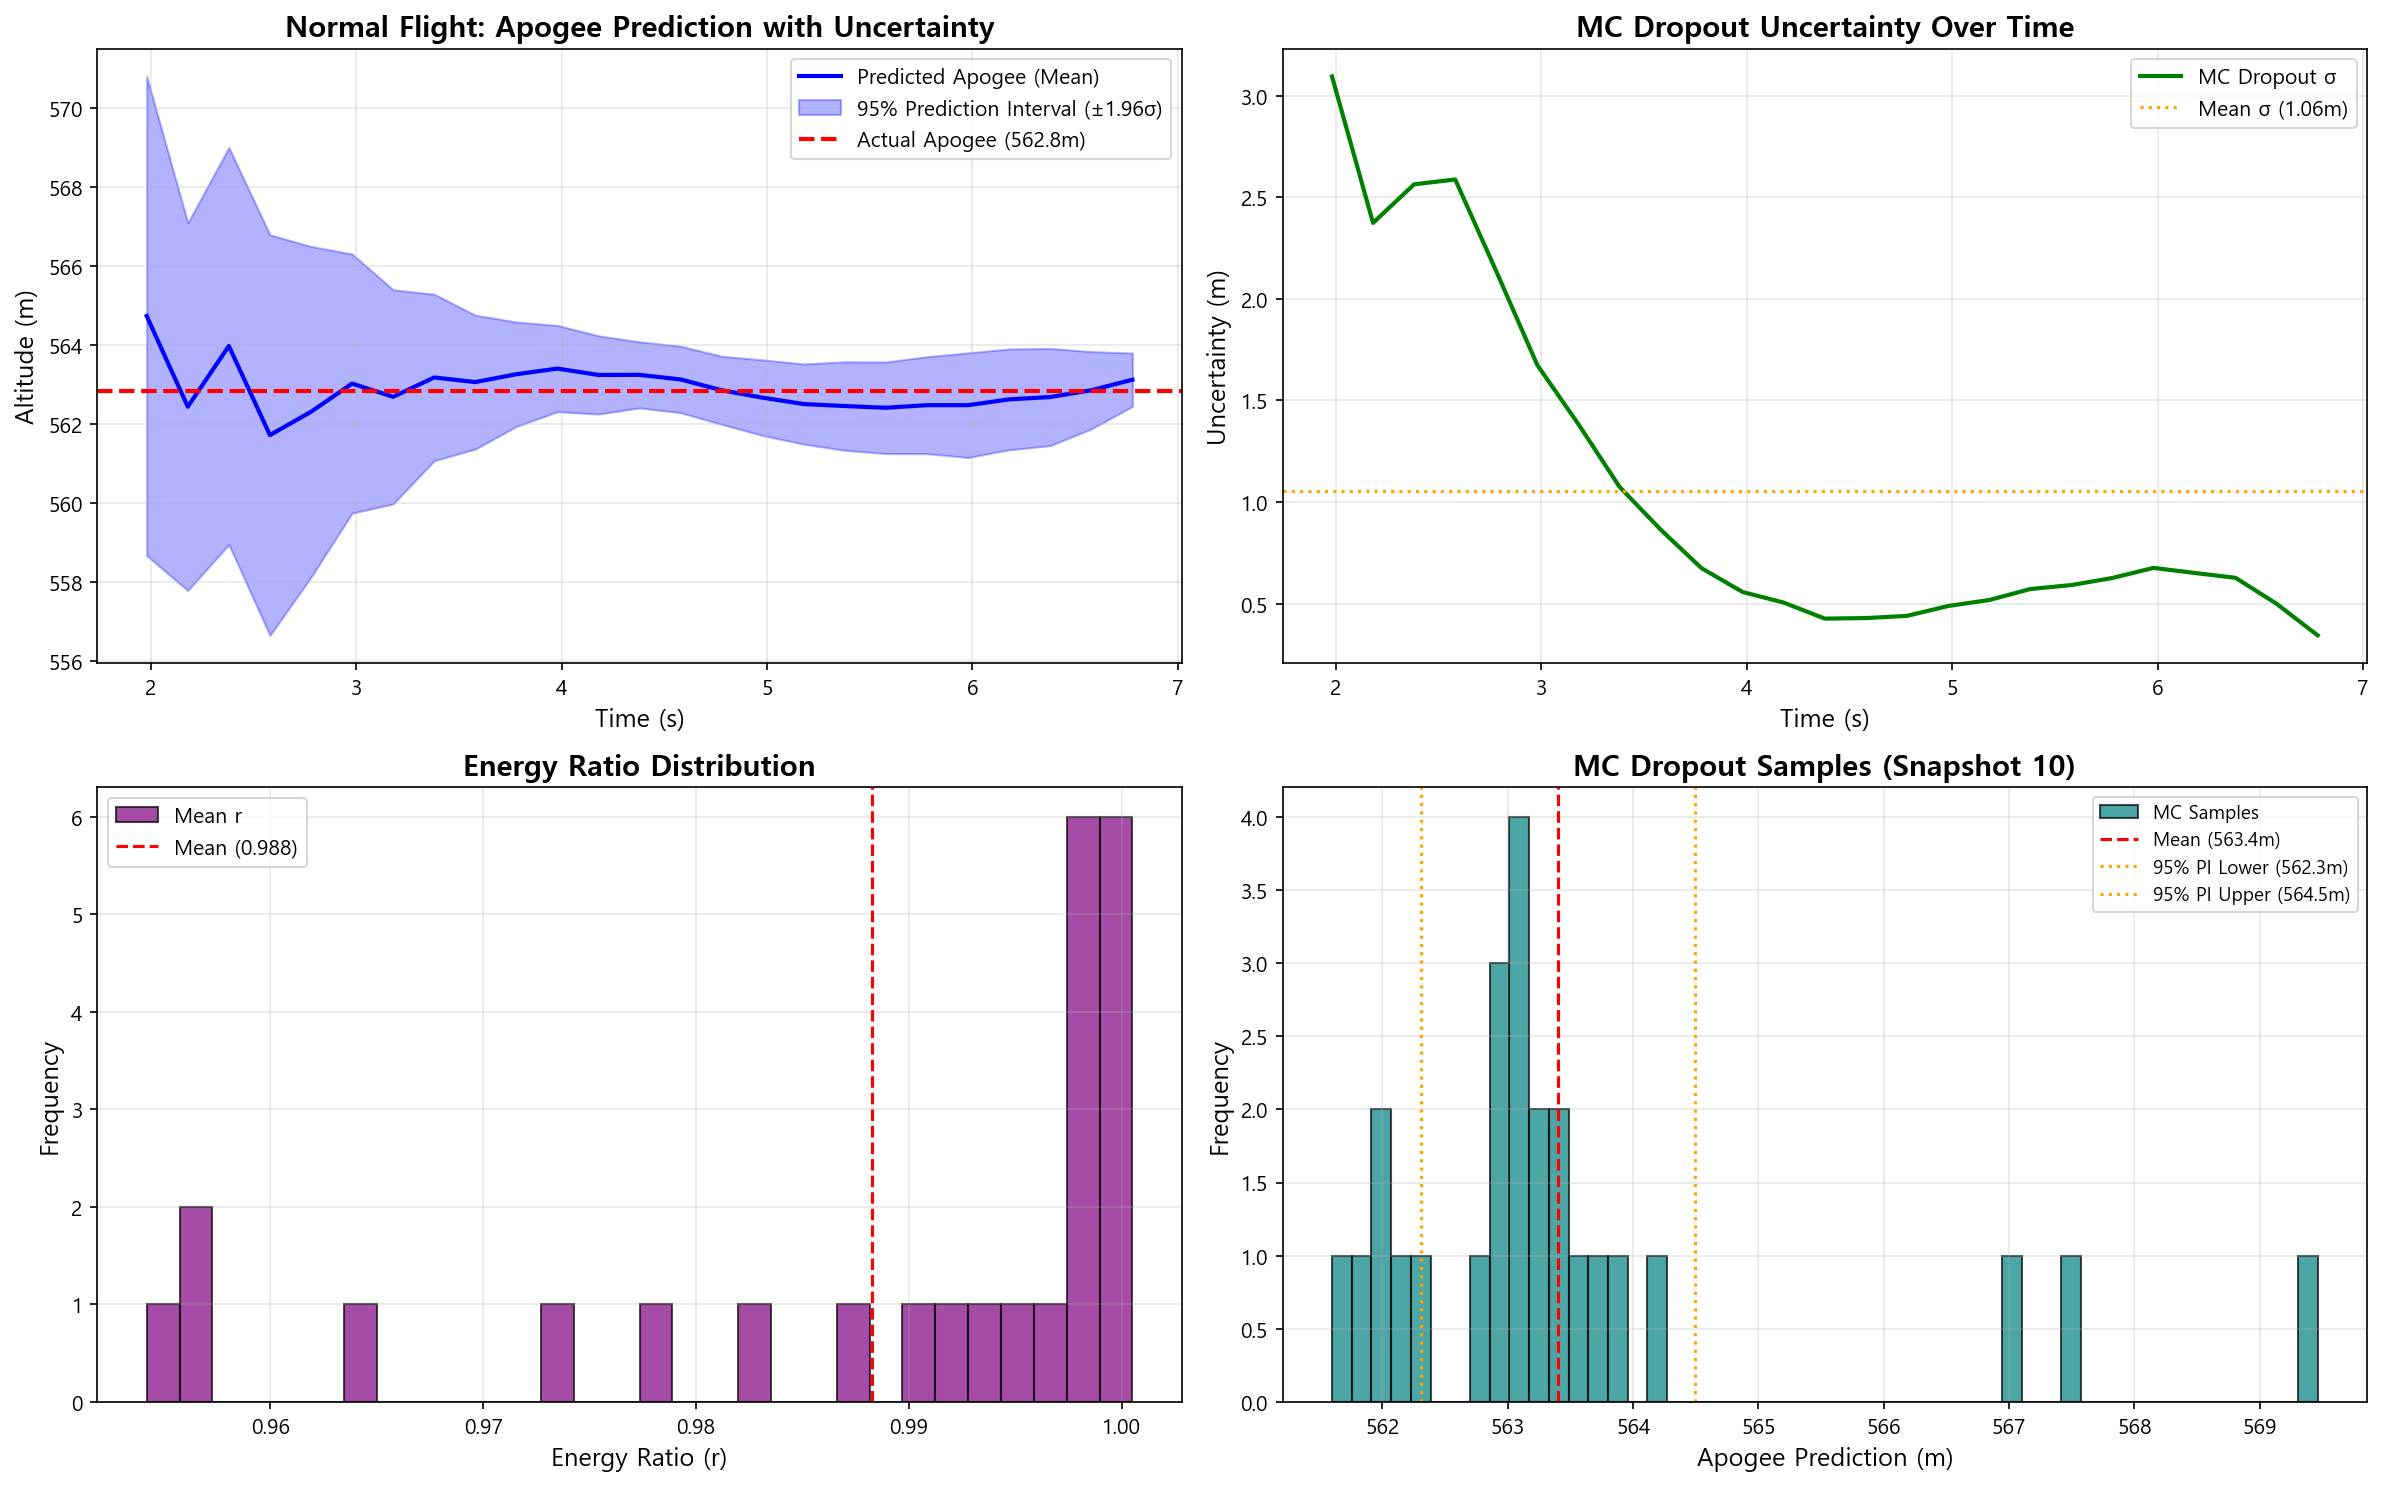 Normal Flight: Apogee Prediction with Uncertainty
Predicted Apogee (Mean)
95% Prediction Interval (±1.96σ)
Actual Apogee (562.8m)
570
568
566
564
562
560
558
556
Altitude (m)
2 3 4 5 6 7
Time (s)
MC Dropout Uncertainty Over Time
MC Dropout σ
Mean σ (1.06m)
3.0
2.5
2.0
1.5
1.0
0.5
Uncertainty (m)
2 3 4 5 6 7
Time (s)
Energy Ratio Distribution
Mean r
Mean (0.988)
6
5
4
3
2
1
0
Frequency
0.96 0.97 0.98 0.99 1.00
Energy Ratio (r)
MC Dropout Samples (Snapshot 10)
MC Samples
Mean (563.4m)
95% PI Lower (562.3m)
95% PI Upper (564.5m)
4.0
3.5
3.0
2.5
2.0
1.5
1.0
0.5
0.0
Frequency
562 563 564 565 566 567 568 569
Apogee Prediction (m)